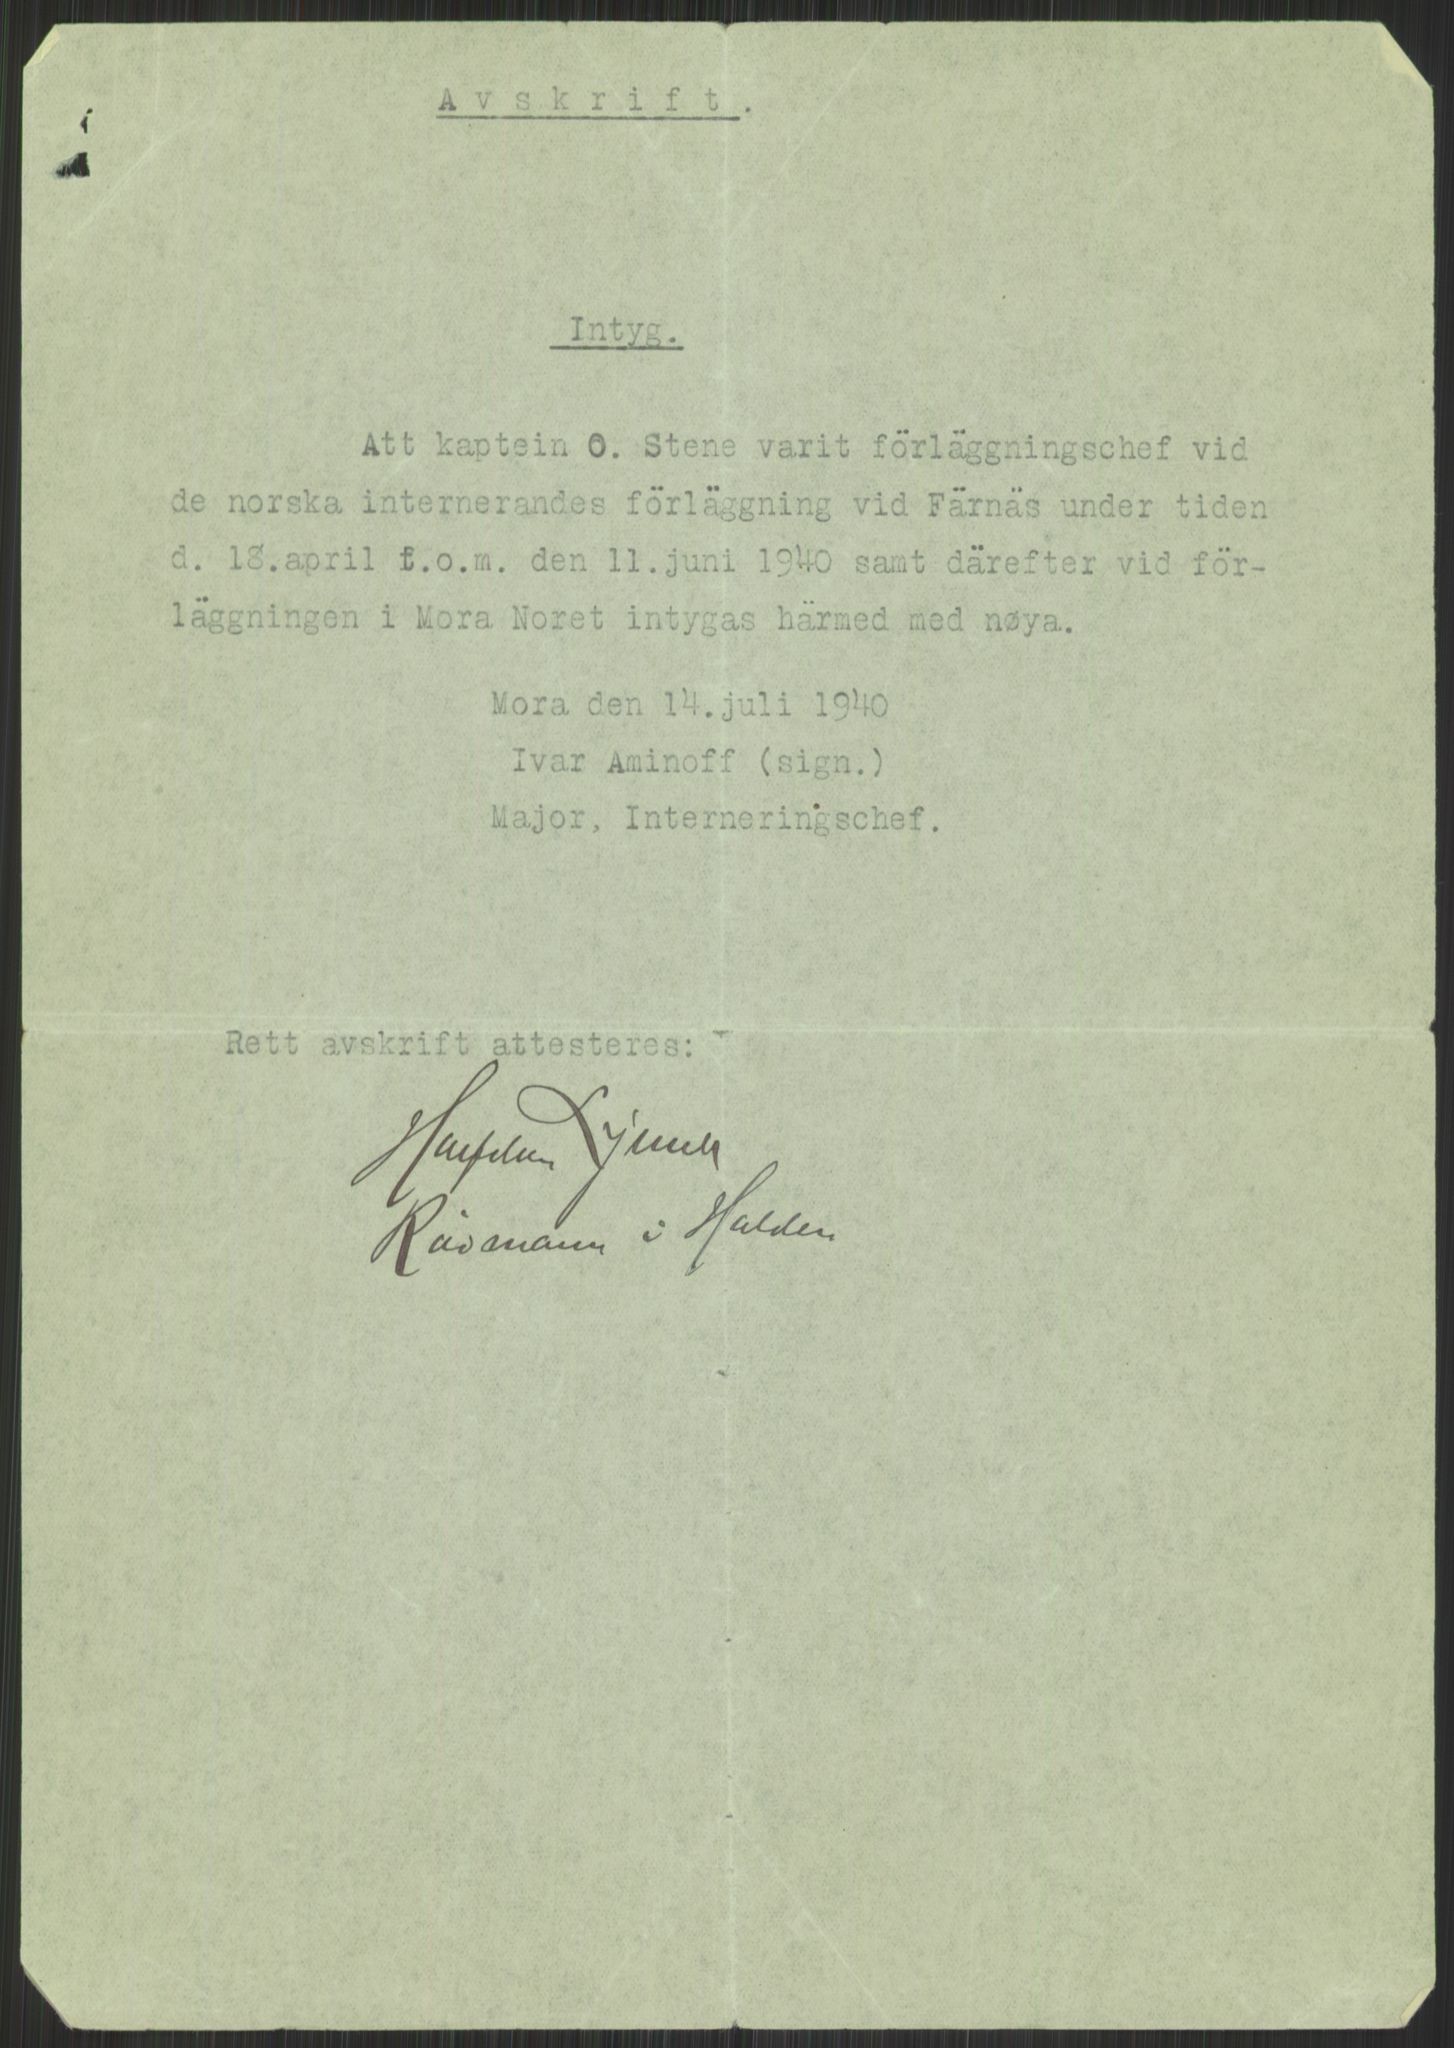 Avskrift.
Intyg.
Att kaptein O. Stene varit förläggningschef vid
de norska internerandes förläggning vid Färnäs under tiden
d. 18.april t.o.m. den 11.juni 1940 samt därefter vid för-
läggningen i Mora Noret intygas härmed med nøya.
Mora den 14.juli 1940
Ivar Aminoff (sign.)
Major, Interneringschef.
Rett avskrift attesteres:
Halfdan
Rådmann i Halden